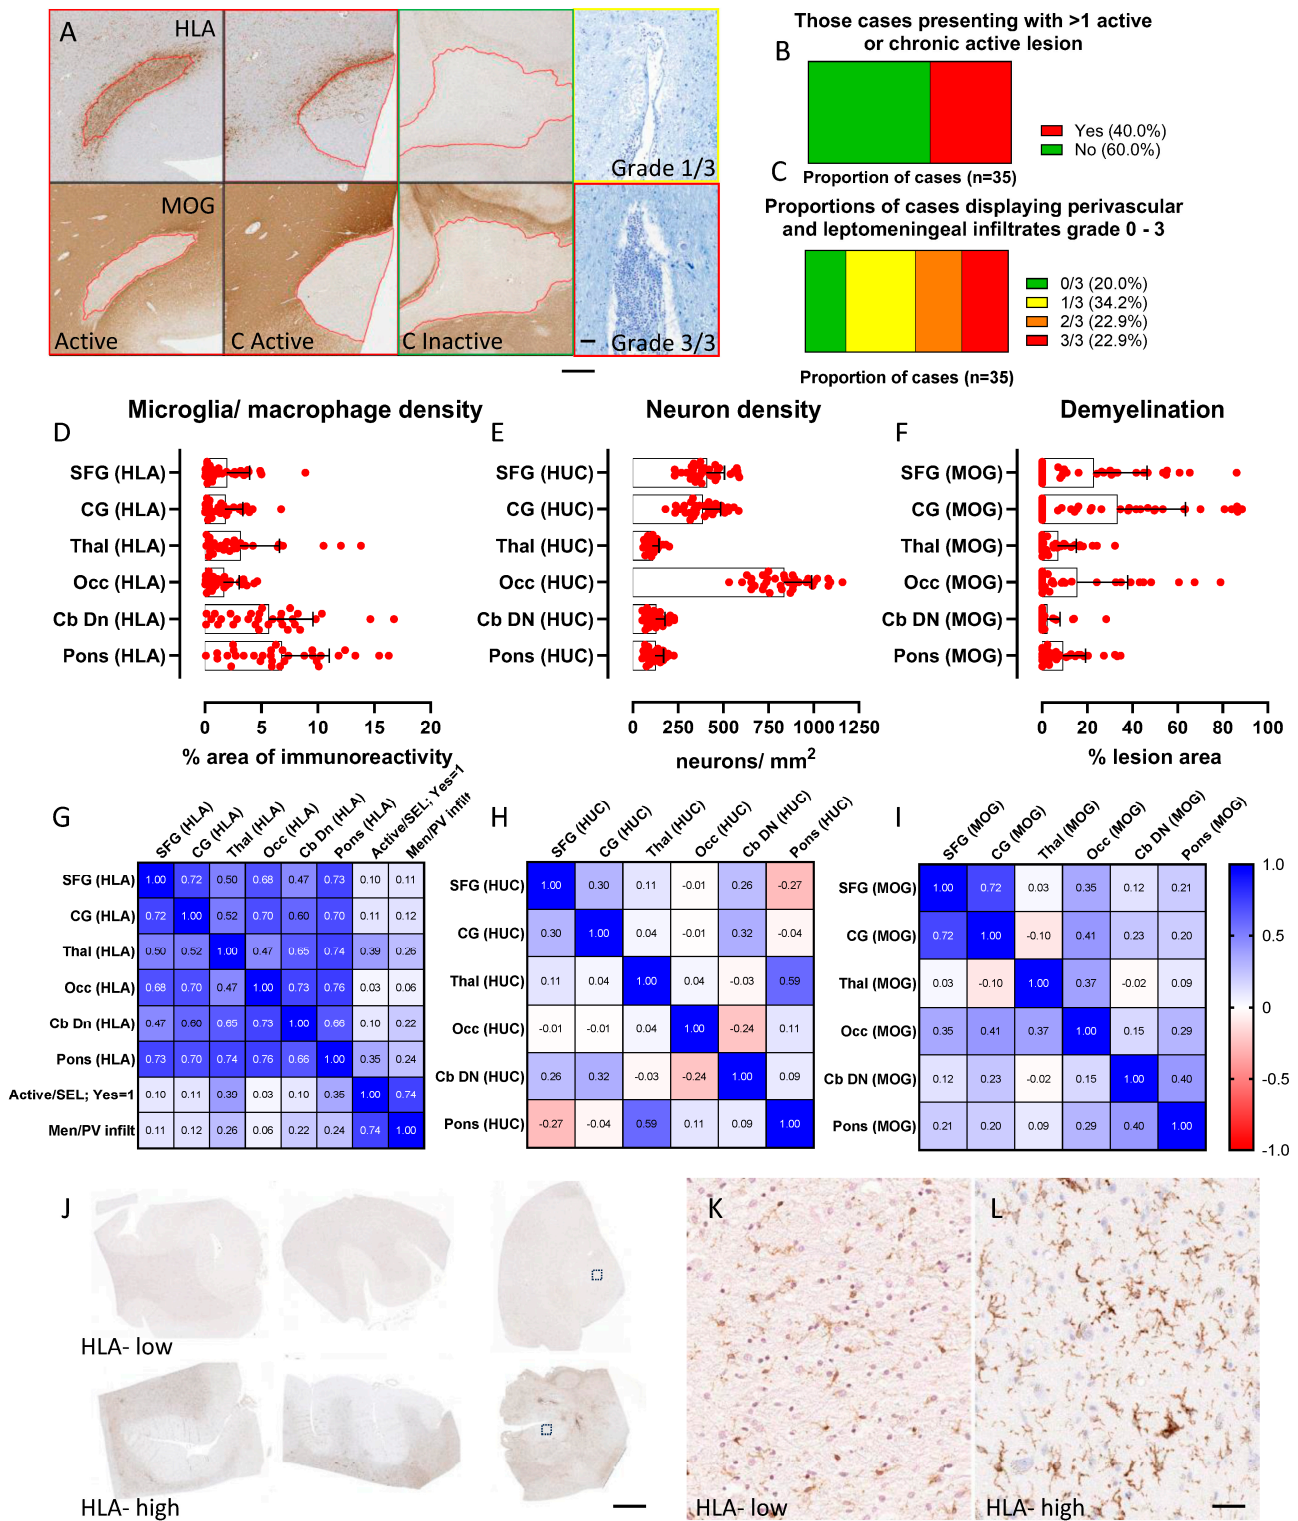 A
HLA
Grade 1/3
MOG
Active
C Active
C Inactive
Grade 3/3
Those cases presenting with >1 active
or chronic active lesion
B
Yes (40.0%)
No (60.0%)
Proportion of cases (n=35)
C
Proportions of cases displaying perivascular
and leptomeningeal infiltrates grade 0 - 3
0/3 (20.0%)
1/3 (34.2%)
2/3 (22.9%)
3/3 (22.9%)
Proportion of cases (n=35)
Microglia/ macrophage density
D
SFG (HLA)
CG (HLA)
Thal (HLA)
Occ (HLA)
Cb Dn (HLA)
Pons (HLA)
0 5 10 15 20
% area of immunoreactivity
Neuron density
E
SFG (HUC)
CG (HUC)
Thal (HUC)
Occ (HUC)
Cb DN (HUC)
Pons (HUC)
0 250 500 750 1000 1250
neurons/ mm²
Demyelination
F
SFG (MOG)
CG (MOG)
Thal (MOG)
Occ (MOG)
Cb DN (MOG)
Pons (MOG)
0 20 40 60 80 100
% lesion area
G
SFG (HLA) CG (HLA) Thal (HLA) Occ (HLA) Cb Dn (HLA) Pons (HLA) Active/SEL; Yes=1 Men/PV infilt
SFG (HLA) 1.00 0.72 0.50 0.68 0.47 0.73 0.10 0.11
CG (HLA) 0.72 1.00 0.52 0.70 0.60 0.70 0.11 0.12
Thal (HLA) 0.50 0.52 1.00 0.47 0.65 0.74 0.39 0.26
Occ (HLA) 0.68 0.70 0.47 1.00 0.73 0.76 0.03 0.06
Cb Dn (HLA) 0.47 0.60 0.65 0.73 1.00 0.66 0.10 0.22
Pons (HLA) 0.73 0.70 0.74 0.76 0.66 1.00 0.35 0.24
Active/SEL; Yes=1 0.10 0.11 0.39 0.03 0.10 0.35 1.00 0.74
Men/PV infilt 0.11 0.12 0.26 0.06 0.22 0.24 0.74 1.00
H
SFG (HUC) CG (HUC) Thal (HUC) Occ (HUC) Cb DN (HUC) Pons (HUC)
SFG (HUC) 1.00 0.30 0.11 -0.01 0.26 -0.27
CG (HUC) 0.30 1.00 0.04 -0.01 0.32 -0.04
Thal (HUC) 0.11 0.04 1.00 0.04 -0.03 0.59
Occ (HUC) -0.01 -0.01 0.04 1.00 -0.24 0.11
Cb DN (HUC) 0.26 0.32 -0.03 -0.24 1.00 0.09
Pons (HUC) -0.27 -0.04 0.59 0.11 0.09 1.00
I
SFG (MOG) CG (MOG) Thal (MOG) Occ (MOG) Cb DN (MOG) Pons (MOG)
SFG (MOG) 1.00 0.72 0.03 0.35 0.12 0.21
CG (MOG) 0.72 1.00 -0.10 0.41 0.23 0.20
Thal (MOG) 0.03 -0.10 1.00 0.37 -0.02 0.09
Occ (MOG) 0.35 0.41 0.37 1.00 0.15 0.29
Cb DN (MOG) 0.12 0.23 -0.02 0.15 1.00 0.40
Pons (MOG) 0.21 0.20 0.09 0.29 0.40 1.00
1.0
0.5
0
-0.5
-1.0
J
HLA- low
HLA- high
K
HLA- low
L
HLA- high